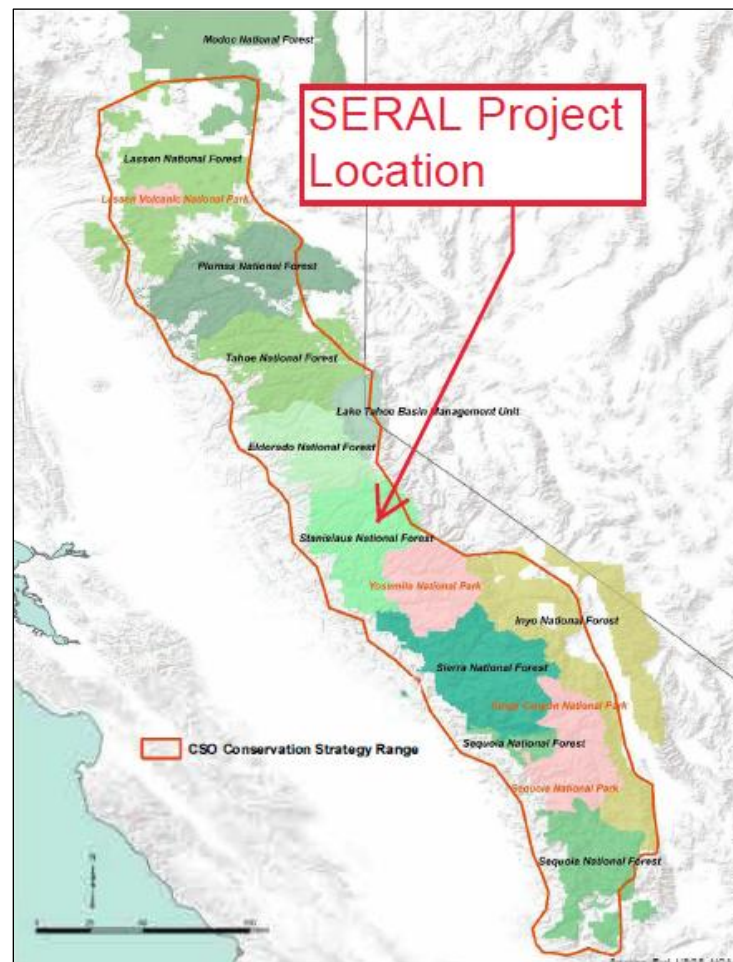 Modoc National Forest
SERAL Project
Location
Lassen National Forest
Lassen Volcanic National Park
Plumas National Forest
Tahoe National Forest
Lake Tahoe Basin Management Unit
Eldorado National Forest
Stanislaus National Forest
Yosemite National Park
Inyo National Forest
Sierra National Forest
Kings Canyon National Park
Sequoia National Forest
CSO Conservation Strategy Range
Sequoia National Park
Sequoia National Forest
0